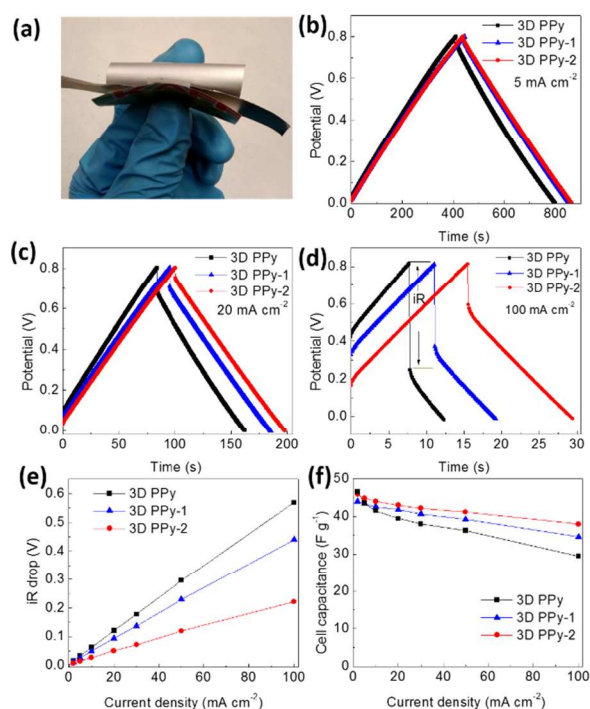 (a)
(b)
3D PPy
3D PPy-1
3D PPy-2
5 mA cm-2
Potential (V)
0.8
0.6
0.4
0.2
0.0
0 200 400 600 800
Time (s)
(c)
3D PPy
3D PPy-1
3D PPy-2
20 mA cm-2
Potential (V)
0.8
0.6
0.4
0.2
0.0
0 50 100 150 200
Time (s)
(d)
3D PPy
3D PPy-1
3D PPy-2
iR
100 mA cm-2
Potential (V)
0.8
0.6
0.4
0.2
0.0
0 5 10 15 20 25 30
Time (s)
(e)
3D PPy
3D PPy-1
3D PPy-2
iR drop (V)
0.6
0.5
0.4
0.3
0.2
0.1
0.0
0 20 40 60 80 100
Current density (mA cm-2)
(f)
3D PPy
3D PPy-1
3D PPy-2
Cell capacitance (F g-1)
50
40
30
20
10
0
0 20 40 60 80 100
Current density (mA cm-2)